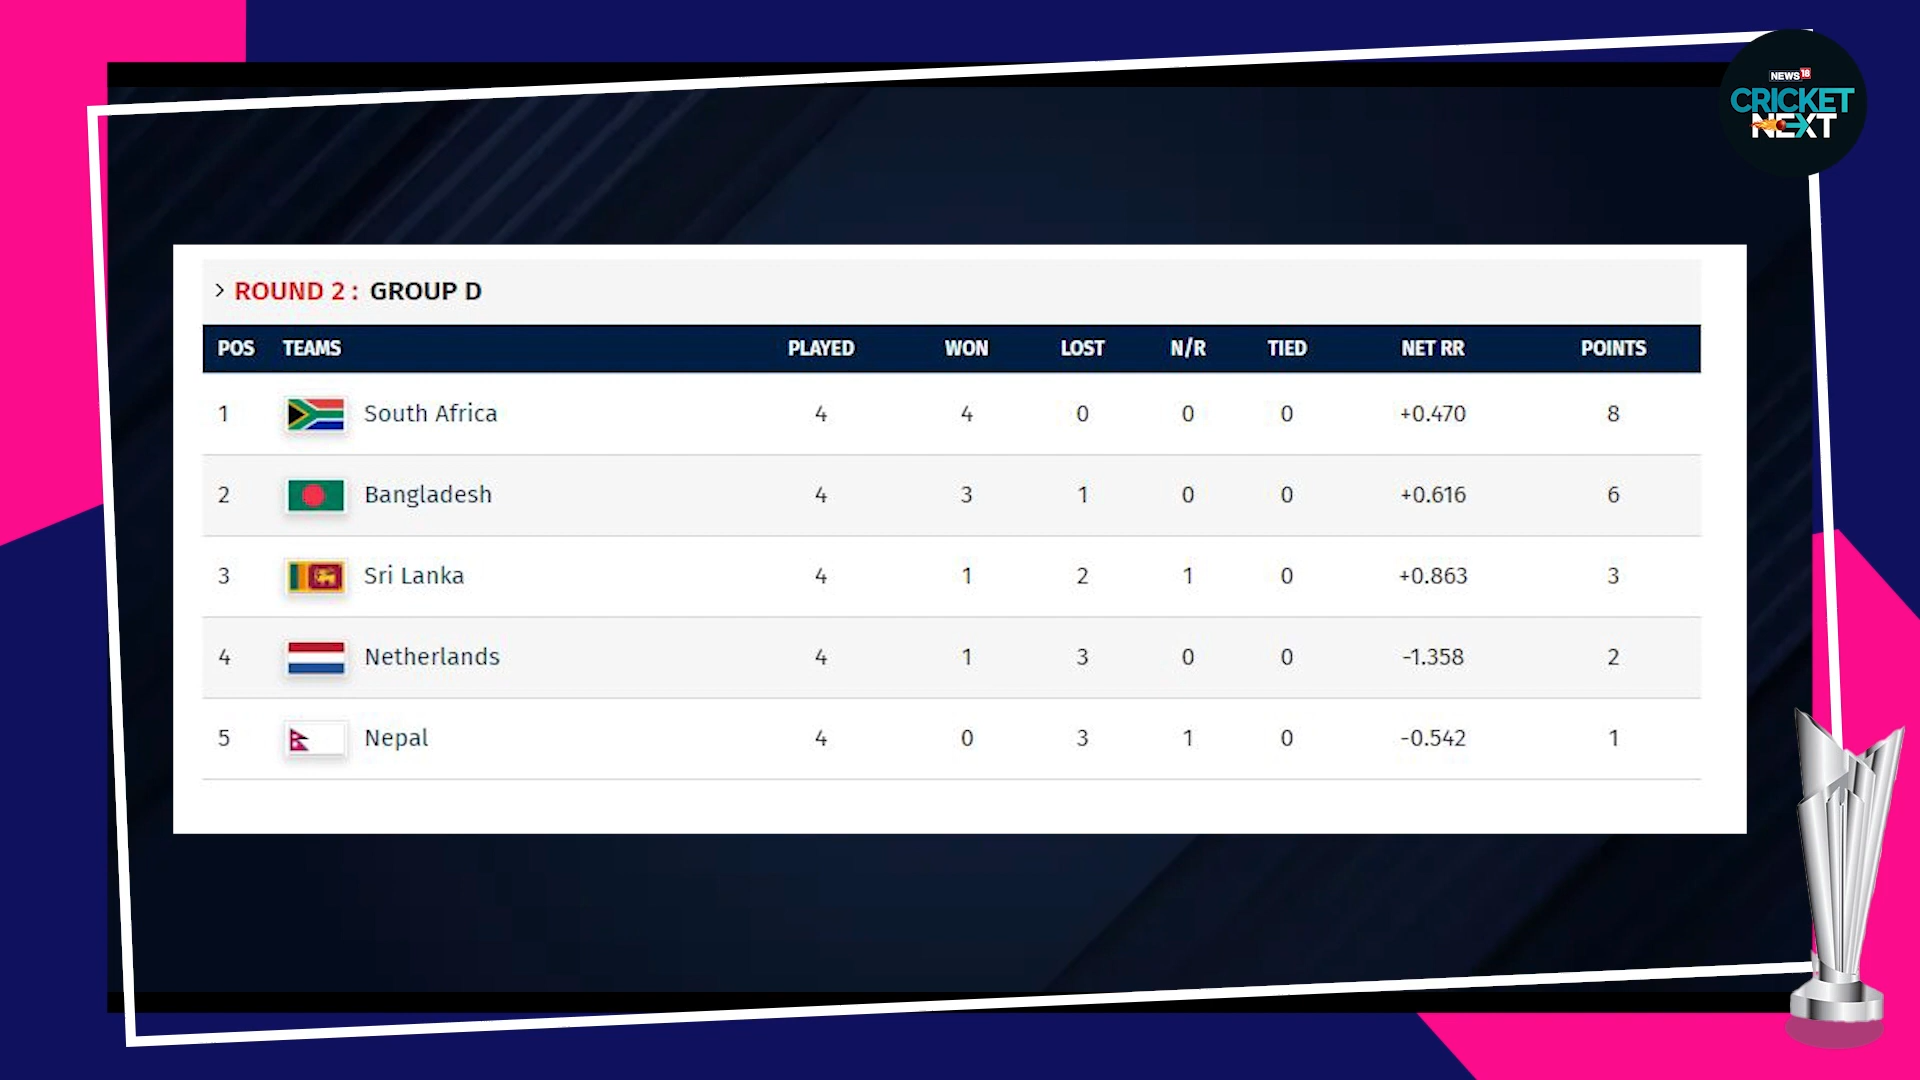 NEWS18
CRICKET
NEXT
> ROUND 2 : GROUP D
POS TEAMS PLAYED WON LOST N/R TIED NET RR POINTS
1 South Africa 4 4 0 0 0 +0.470 8
2 Bangladesh 4 3 1 0 0 +0.616 6
3 Sri Lanka 4 1 2 1 0 +0.863 3
4 Netherlands 4 1 3 0 0 -1.358 2
5 Nepal 4 0 3 1 0 -0.542 1